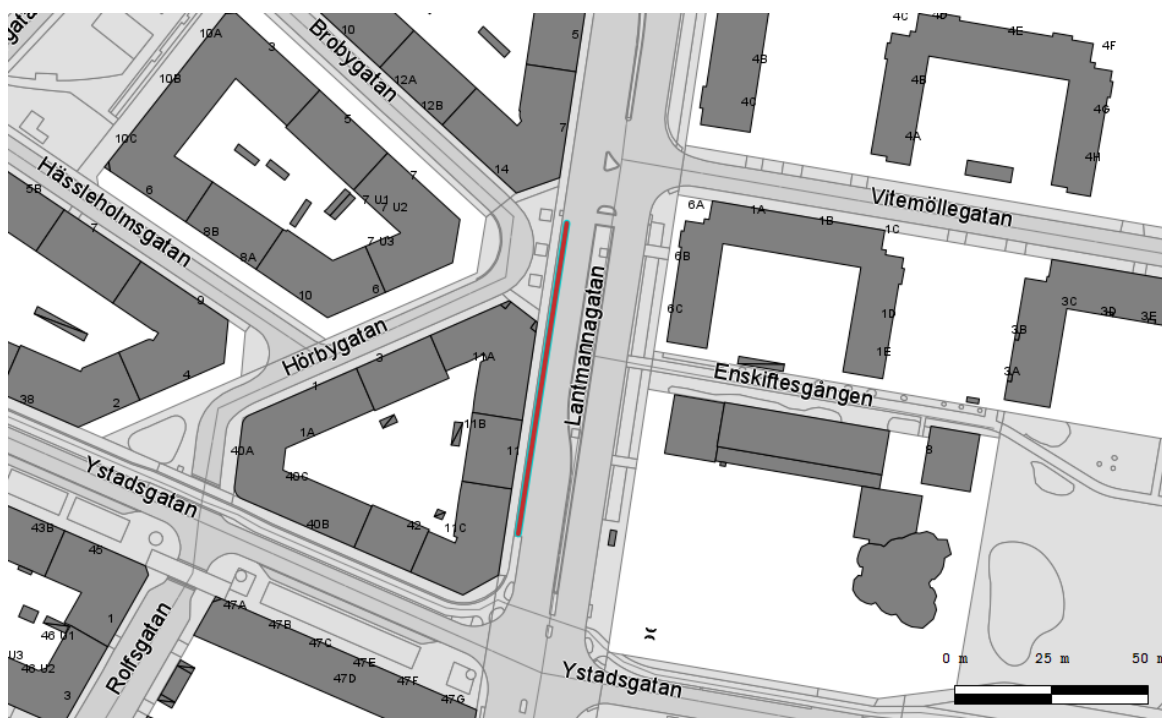 gatan
10A
3
10
Brobygatan
5
4B
4C
4D
4E
4F
10B
12A
12B
4C
4B
4G
10C
5
7
4A
4H
Hässleholmsgatan
5B
6
7
14
7 U1
7 U2
7 U3
6A
1A
1B
1C
Vitemöllegatan
7
8B
8A
6B
9
10
6
6C
1D
3C
3D
3E
3B
Hörbygatan
Lantmannagatan
1E
4
3
11A
3A
Enskiftesgången
38
2
1
1A
11B
40A
11
8
40C
Ystadsgatan
43B
40B
42
11C
45
47A
1
46 U1
47B
47C
U3
46 U2
47E
47D
47F
47G
3
Rolfsgatan
Ystadsgatan
0 m
25 m
50 m